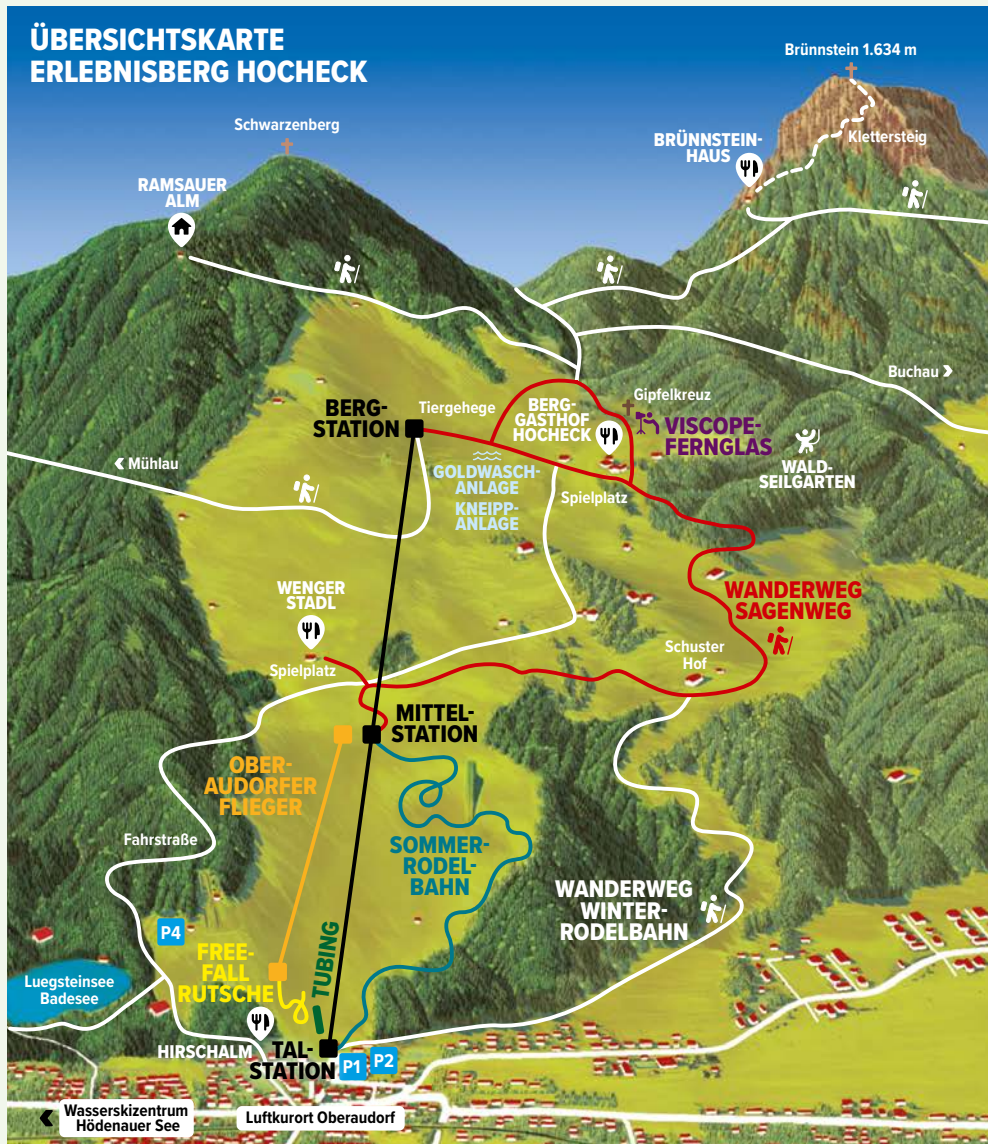 ÜBERSICHTSKARTE
ERLEBNISBERG HOCHECK
Brünnstein 1.634 m
Schwarzenberg
BRÜNNSTEIN-
HAUS
Klettersteig
RAMSAUER
ALM
Buchau
BERG-
STATION
Tiergehege
BERG-
GASTHOF
HOCHECK
Gipfelkreuz
VISCOPE-
FERNGLAS
Mühlau
GOLDWASCH-
ANLAGE
KNEIPP-
ANLAGE
Spielplatz
WALD-
SEILGARTEN
WENGER
STADL
Spielplatz
WANDERWEG
SAGENWEG
Schuster
Hof
MITTEL-
STATION
OBER-
AUDORFER
FLIEGER
Fahrstraße
SOMMER-
RODEL-
BAHN
WANDERWEG
WINTER-
RODELBAHN
P4
FREE-
FALL
RUTSCHE
TUBING
Luegsteinsee
Badesee
HIRSCHALM
TAL-
STATION
P1
P2
Wasserskizentrum
Hödenauer See
Luftkurort Oberaudorf